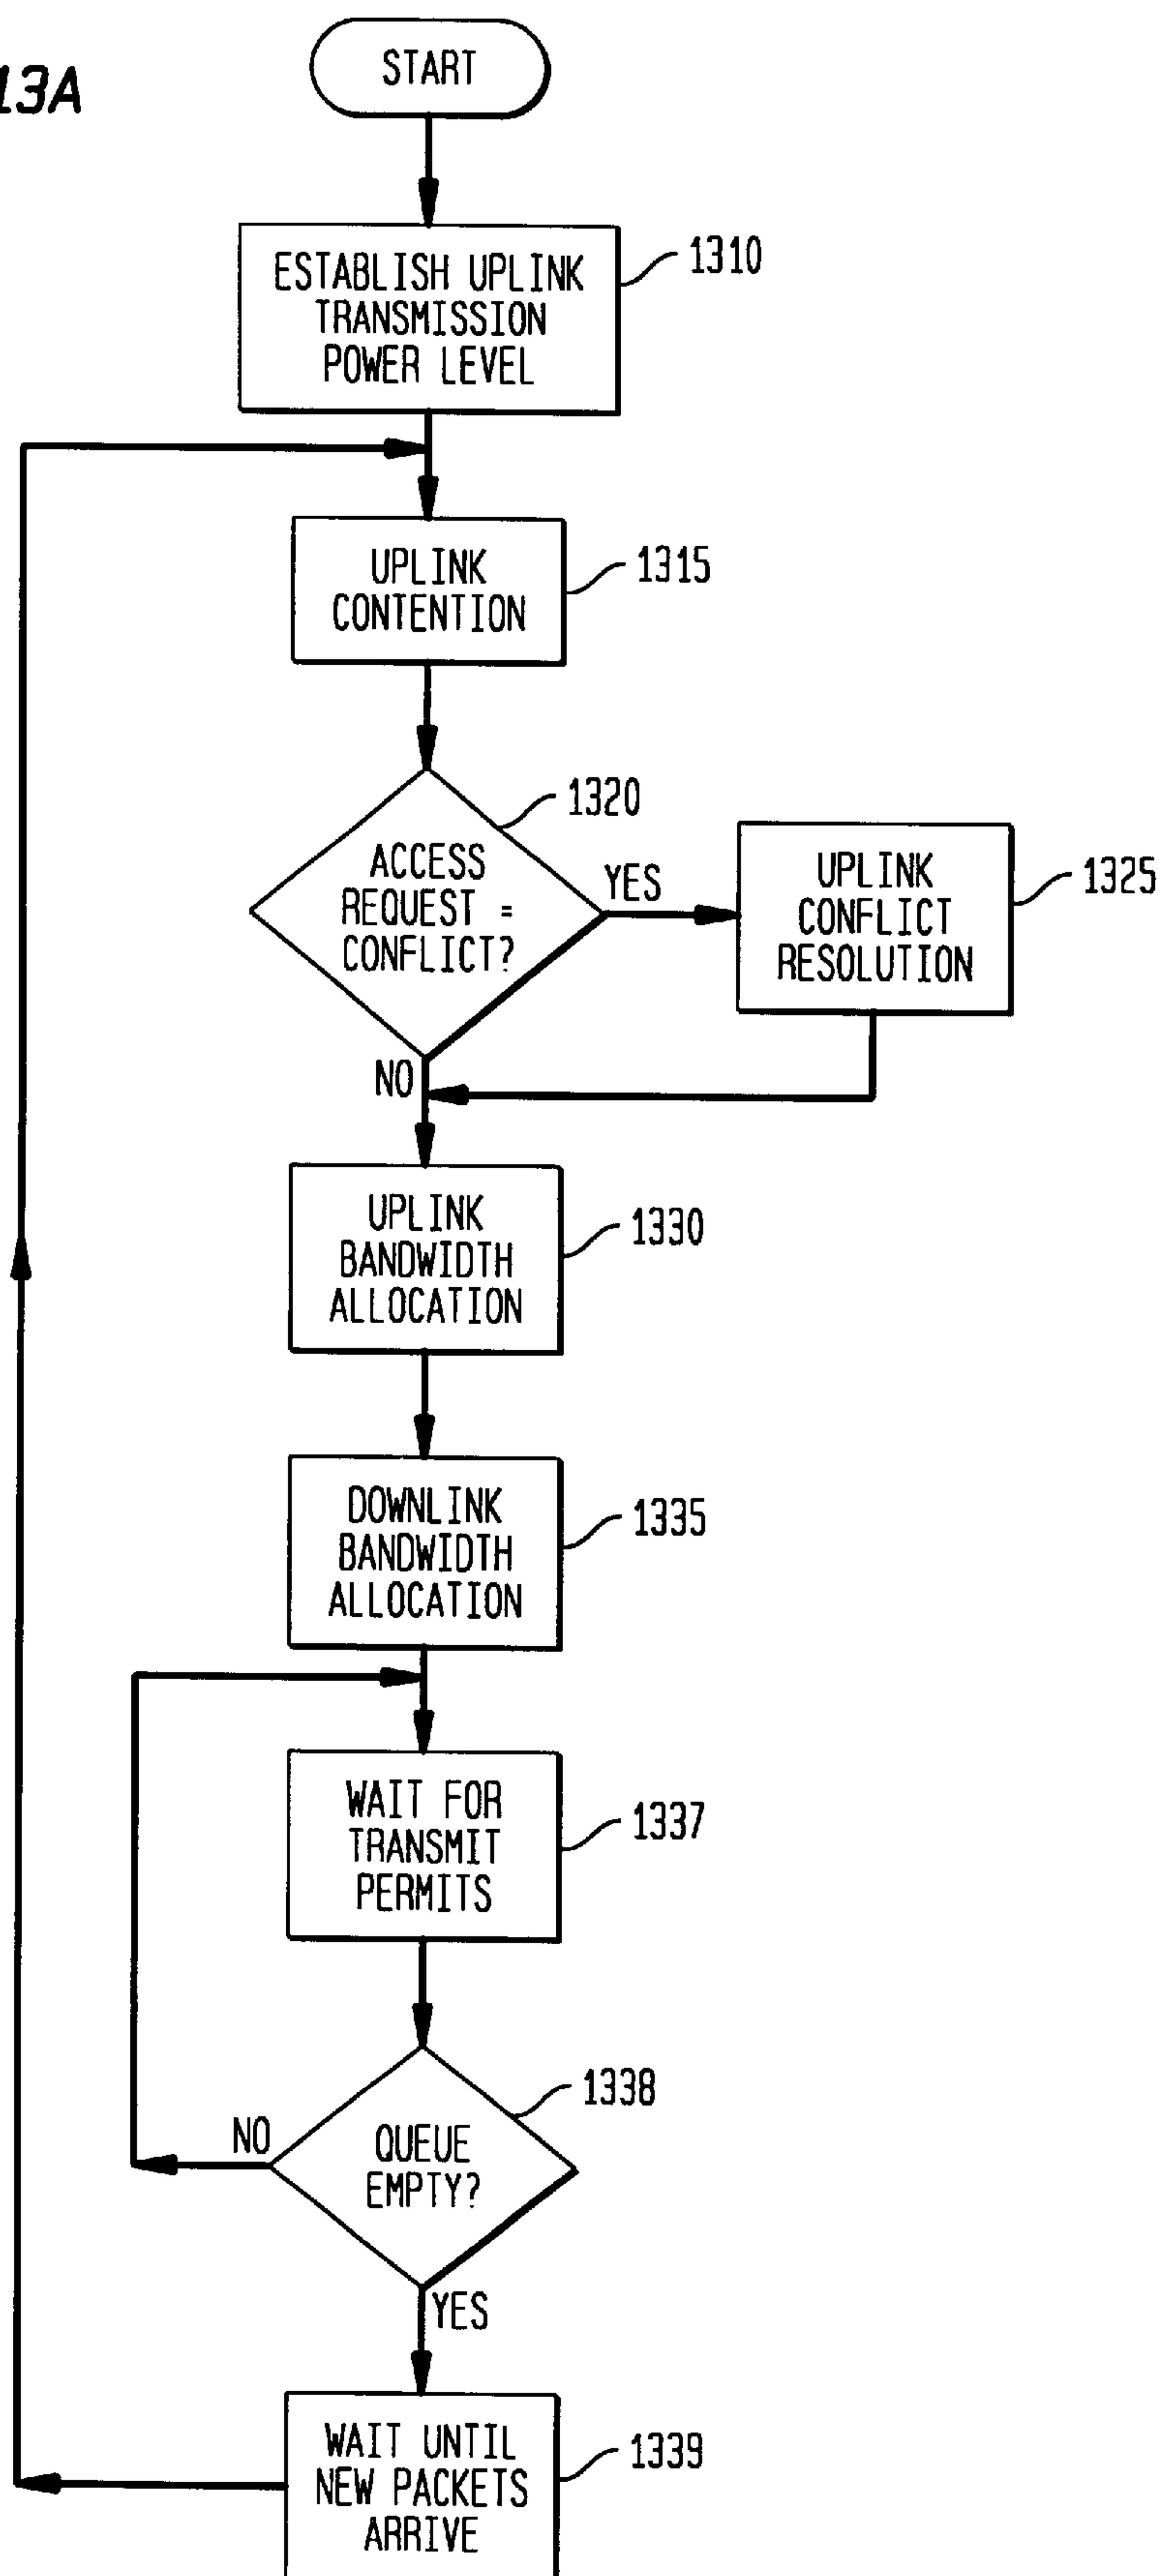 13A
START
ESTABLISH UPLINK
TRANSMISSION
POWER LEVEL
1310
UPLINK
CONTENTION
1315
1320
ACCESS
REQUEST =
CONFLICT?
YES
UPLINK
CONFLICT
RESOLUTION
1325
NO
UPLINK
BANDWIDTH
ALLOCATION
1330
DOWNLINK
BANDWIDTH
ALLOCATION
1335
WAIT FOR
TRANSMIT
PERMITS
1337
1338
NO
QUEUE
EMPTY?
YES
WAIT UNTIL
NEW PACKETS
ARRIVE
1339